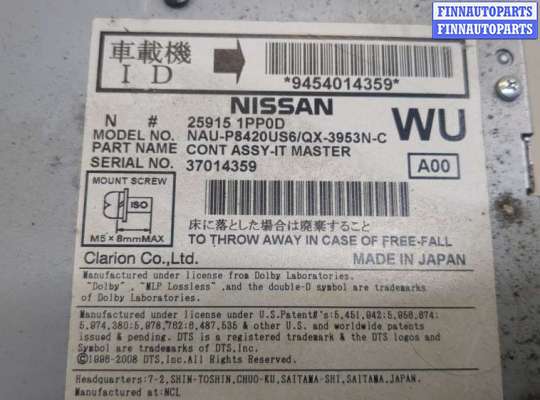 FINNAUTOPARTS
FINNAUTOPARTS
車載機
ID
*9454014359*
NISSAN
WU
N # 25915 1PP0D
MODEL NO. NAU-P8420US6/QX-3953N-C
PART NAME CONT ASSY-IT MASTER
SERIAL NO. 37014359
A00
MOUNT SCREW
ISO
M5×8mmMAX
床に落とした場合は廃棄すること
TO THROW AWAY IN CASE OF FREE-FALL
Clarion Co.,Ltd. MADE IN JAPAN
Manufactured under license from Dolby Laboratories.
"Dolby", "MLP Lossless",and the double-D symbol are trademarks
of Dolby Laboratories.
Manufactured under license under U.S.Patent#'s:5,451,942;5,956,674;
5,974,380;5,978,762;6,487,535 & other U.S. and worldwide patents
issued & pending. DTS is a registered trademark & the DTS logos and
Symbol are trademarks of DTS,Inc.
©1996-2008 DTS,Inc.All Rights Reserved.
Headquarters:7-2,SHIN-TOSHIN,CHUO-KU,SAITAMA-SHI,SAITAMA,JAPAN.
Manufactured at:NCL